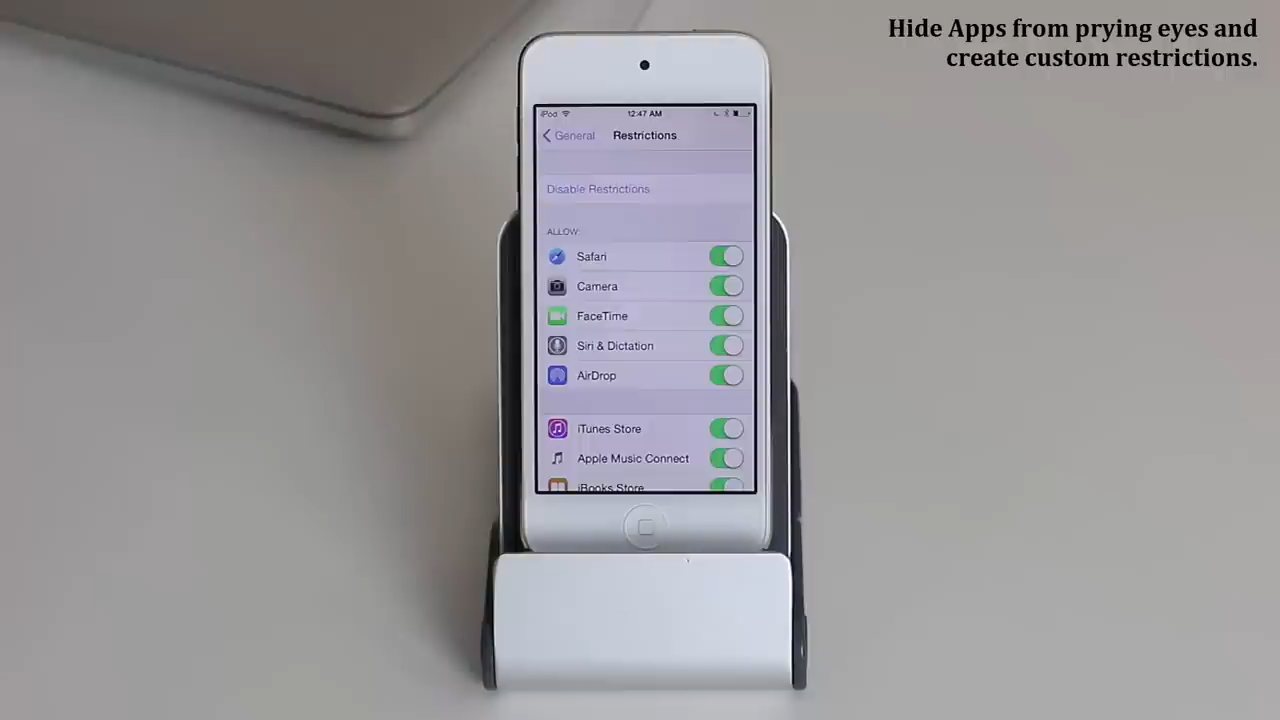 Hide Apps from prying eyes and
create custom restrictions.
iPod 12:47 AM
General Restrictions
Disable Restrictions
ALLOW:
Safari
Camera
FaceTime
Siri & Dictation
AirDrop
iTunes Store
Apple Music Connect
iBooks Store